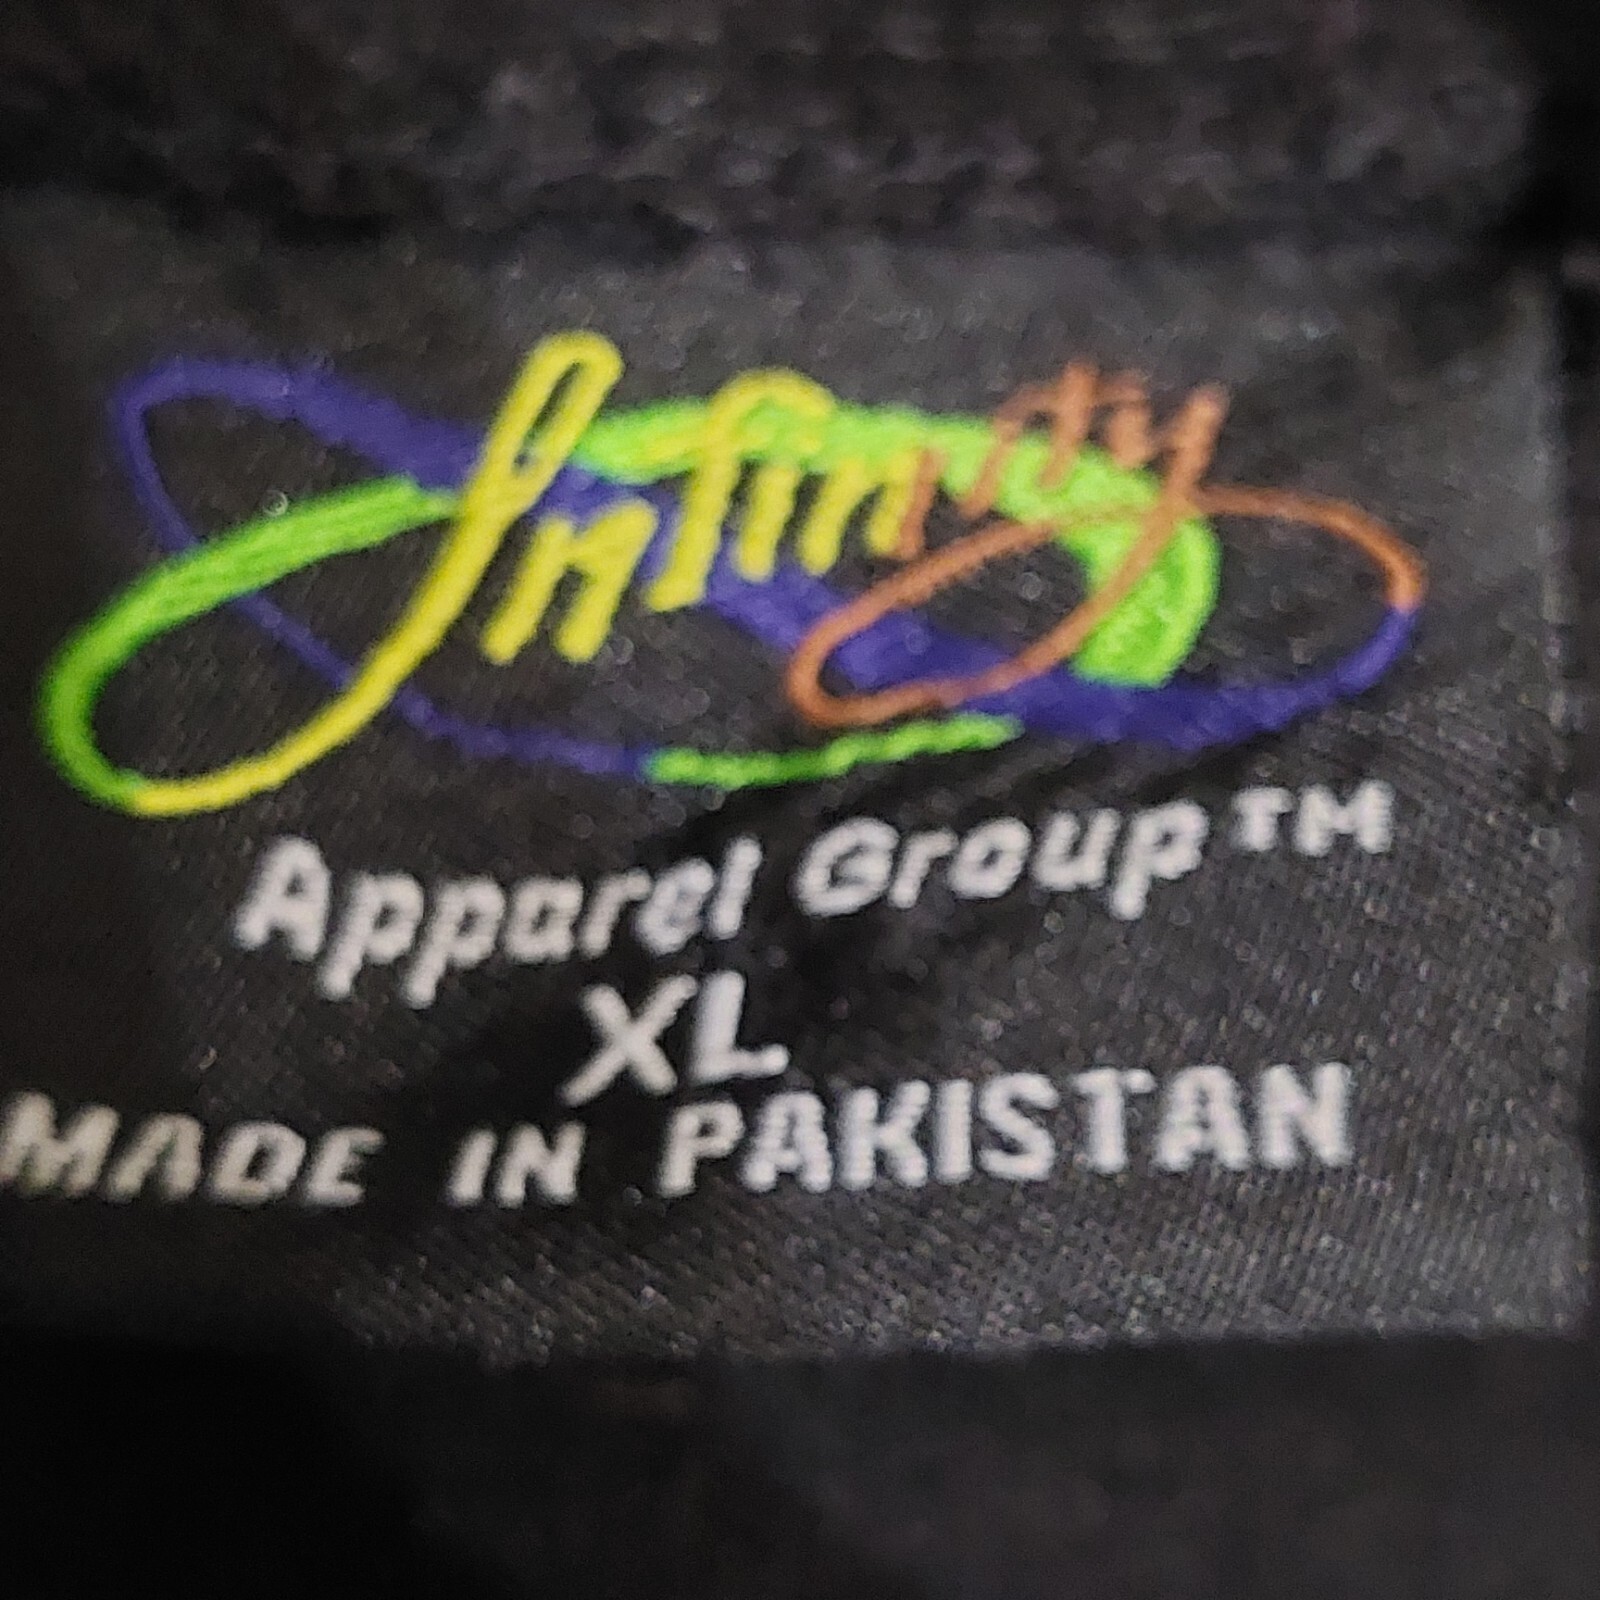 Infinity
Apparel Group™
XL
MADE IN PAKISTAN